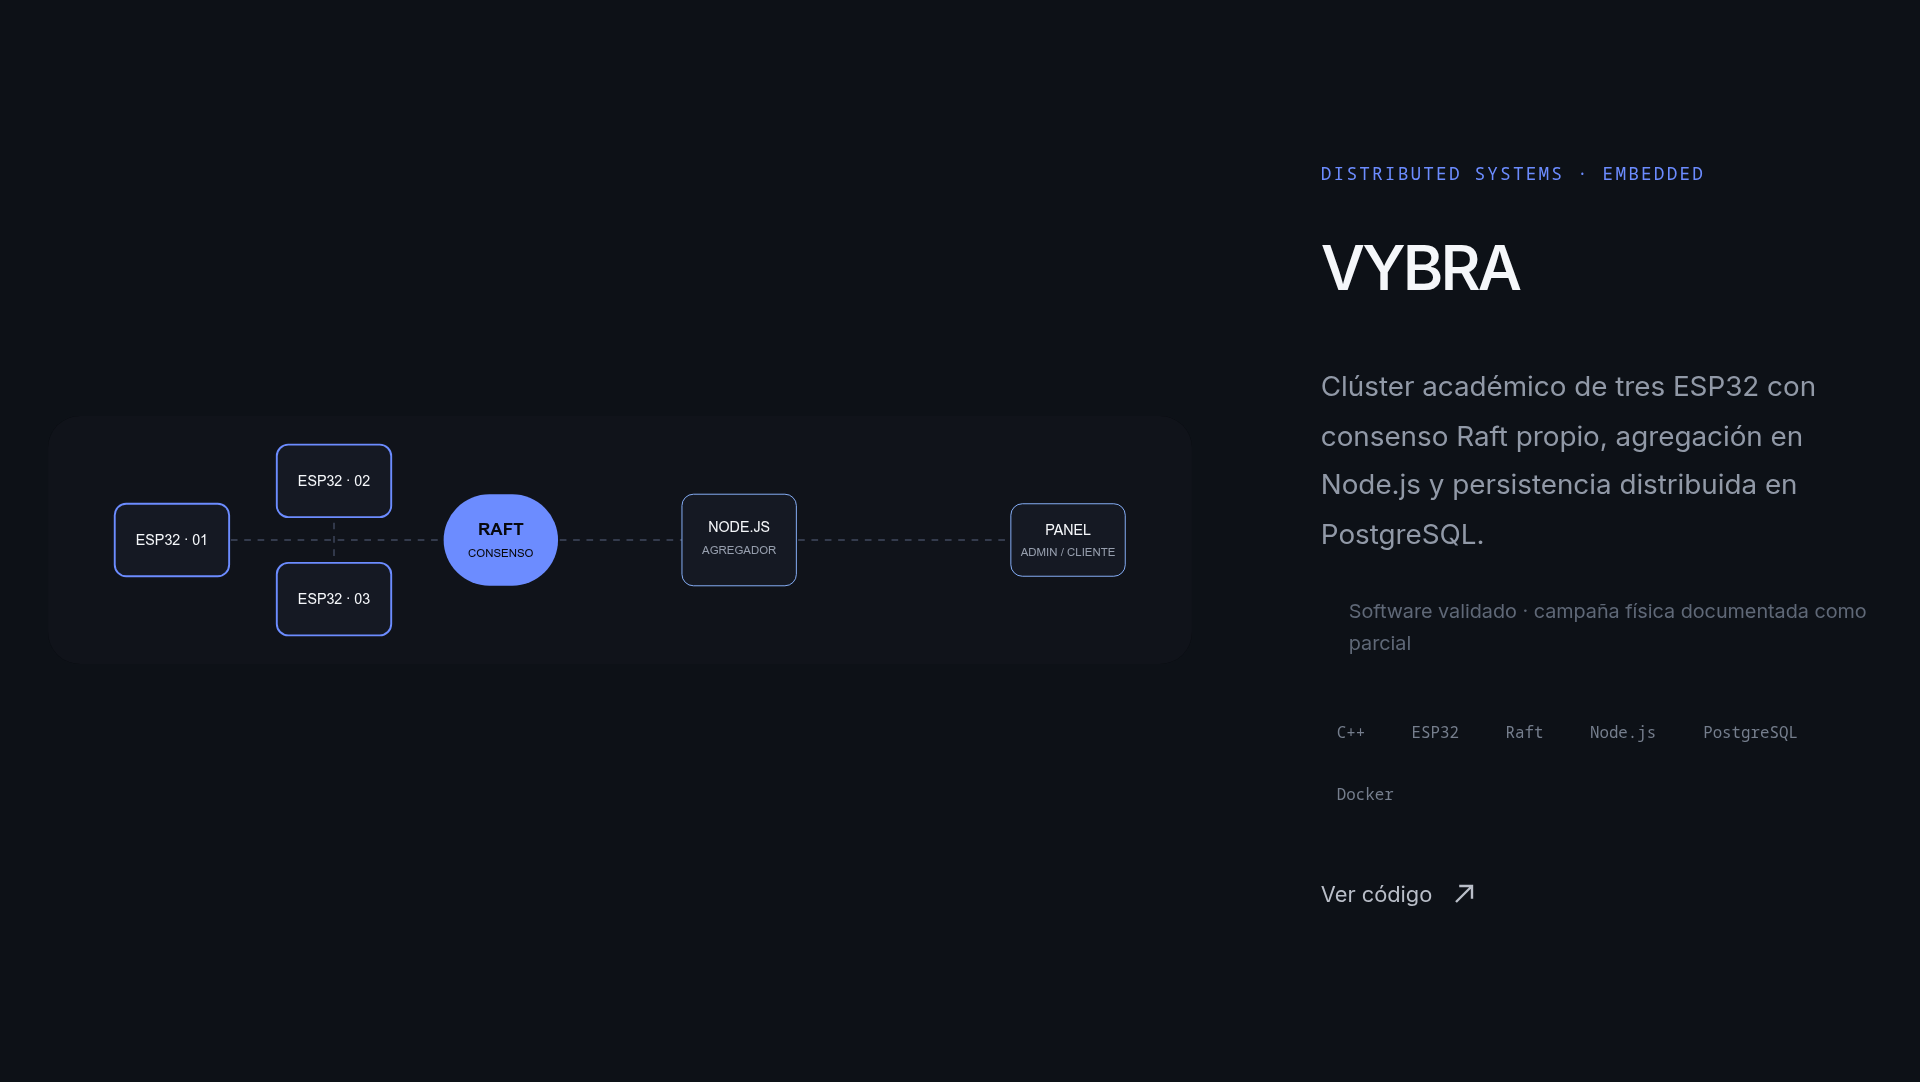 ESP32 · 01
ESP32 · 02
ESP32 · 03
RAFT
CONSENSO
NODE.JS
AGREGADOR
PANEL
ADMIN / CLIENTE
DISTRIBUTED SYSTEMS · EMBEDDED
VYBRA
Clúster académico de tres ESP32 con
consenso Raft propio, agregación en
Node.js y persistencia distribuida en
PostgreSQL.
Software validado · campaña física documentada como
parcial
C++ ESP32 Raft Node.js PostgreSQL
Docker
Ver código